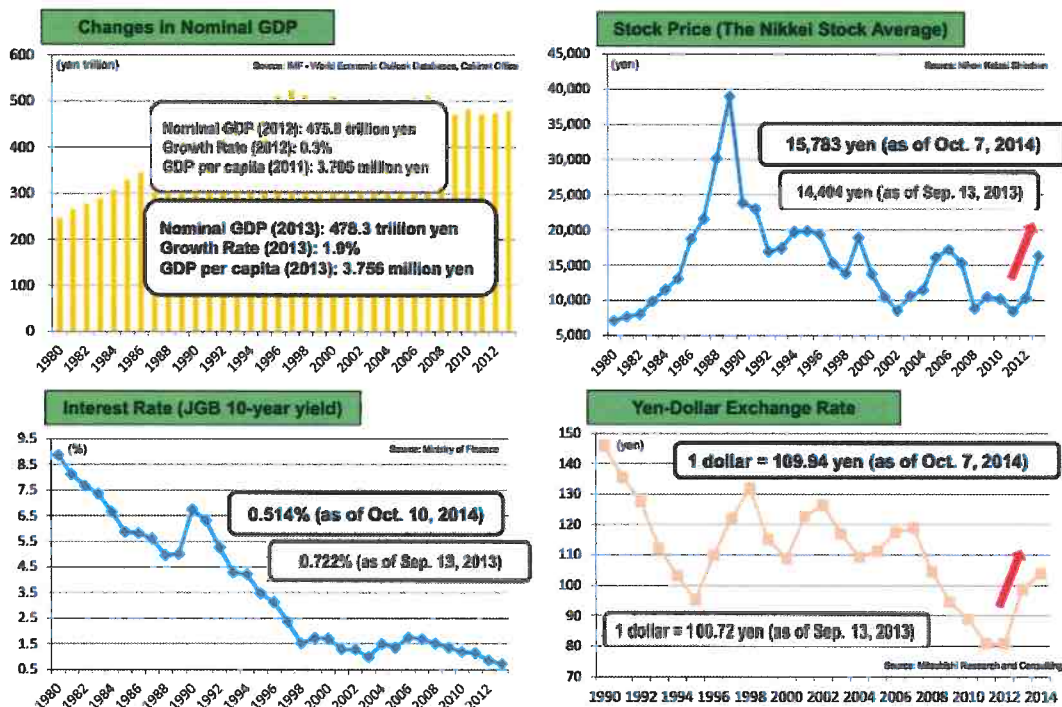 Changes in Nominal GDP
600
(yen trillion)
Source: IMF - World Economic Outlook Databases, Cabinet Office
500
400
300
200
100
0
Nominal GDP (2012): 475.8 trillion yen
Growth Rate (2012): 0.3%
GDP per capita (2011): 3.705 million yen
Nominal GDP (2013): 478.3 trillion yen
Growth Rate (2013): 1.0%
GDP per capita (2013): 3.756 million yen
1980 1982 1984 1986 1988 1990 1992 1994 1996 1998 2000 2002 2004 2006 2008 2010 2012
Stock Price (The Nikkei Stock Average)
45,000
(yen)
Source: Nihon Keizai Shimbun
40,000
35,000
30,000
25,000
20,000
15,000
10,000
5,000
15,783 yen (as of Oct. 7, 2014)
14,404 yen (as of Sep. 13, 2013)
1980 1982 1984 1986 1988 1990 1992 1994 1996 1998 2000 2002 2004 2006 2008 2010 2012
Interest Rate (JGB 10-year yield)
9.5
(%)
Source: Ministry of Finance
8.5
7.5
6.5
5.5
4.5
3.5
2.5
1.5
0.5
0.514% (as of Oct. 10, 2014)
0.722% (as of Sep. 13, 2013)
1980 1982 1984 1986 1988 1990 1992 1994 1996 1998 2000 2002 2004 2006 2008 2010 2012
Yen-Dollar Exchange Rate
150
(yen)
140
130
120
110
100
90
80
70
1 dollar = 109.94 yen (as of Oct. 7, 2014)
1 dollar = 100.72 yen (as of Sep. 13, 2013)
Source: Mitsubishi Research and Consulting
1990 1992 1994 1996 1998 2000 2002 2004 2006 2008 2010 2012 2014